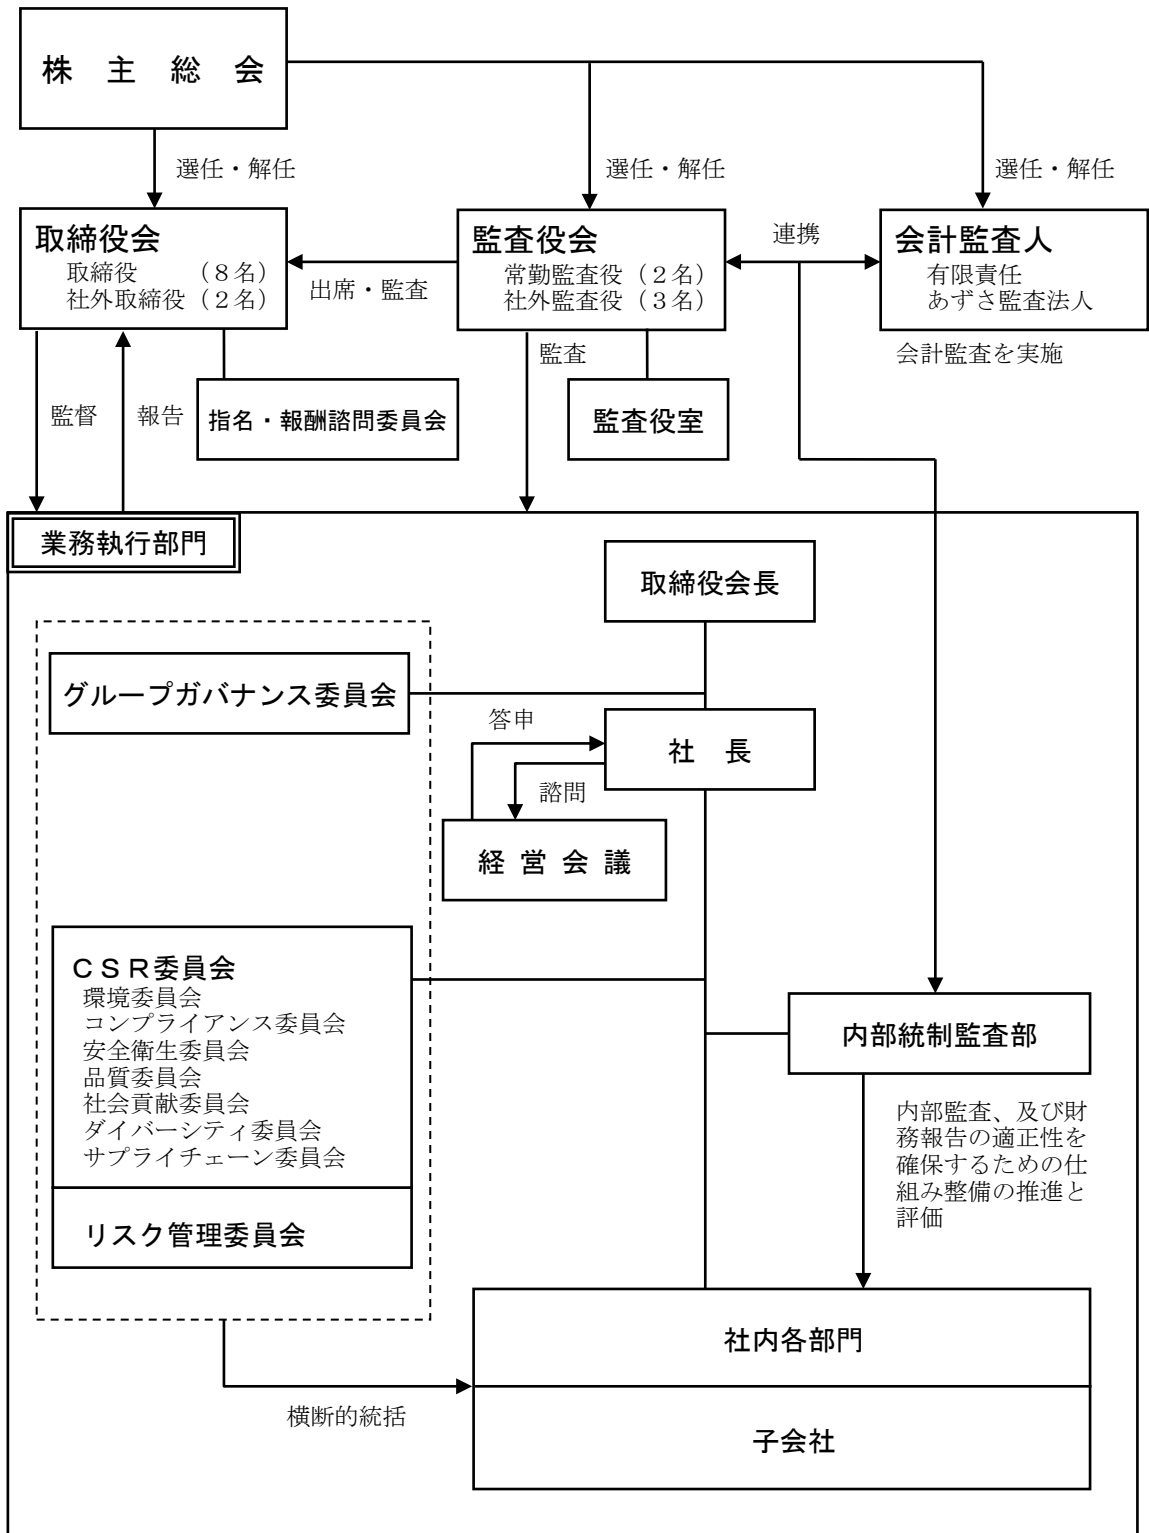 株　主　総　会
選任・解任
選任・解任
選任・解任
取締役会
取締役　　（８名）
社外取締役（２名）
監査役会
常勤監査役（２名）
社外監査役（３名）
会計監査人
有限責任
あずさ監査法人
出席・監査
連携
会計監査を実施
監督
報告
指名・報酬諮問委員会
監査
監査役室
業務執行部門
取締役会長
グループガバナンス委員会
答申
社　長
諮問
経 営 会 議
ＣＳＲ委員会
環境委員会
コンプライアンス委員会
安全衛生委員会
品質委員会
社会貢献委員会
ダイバーシティ委員会
サプライチェーン委員会
リスク管理委員会
内部統制監査部
内部監査、及び財
務報告の適正性を
確保するための仕
組み整備の推進と
評価
社内各部門
横断的統括
子会社